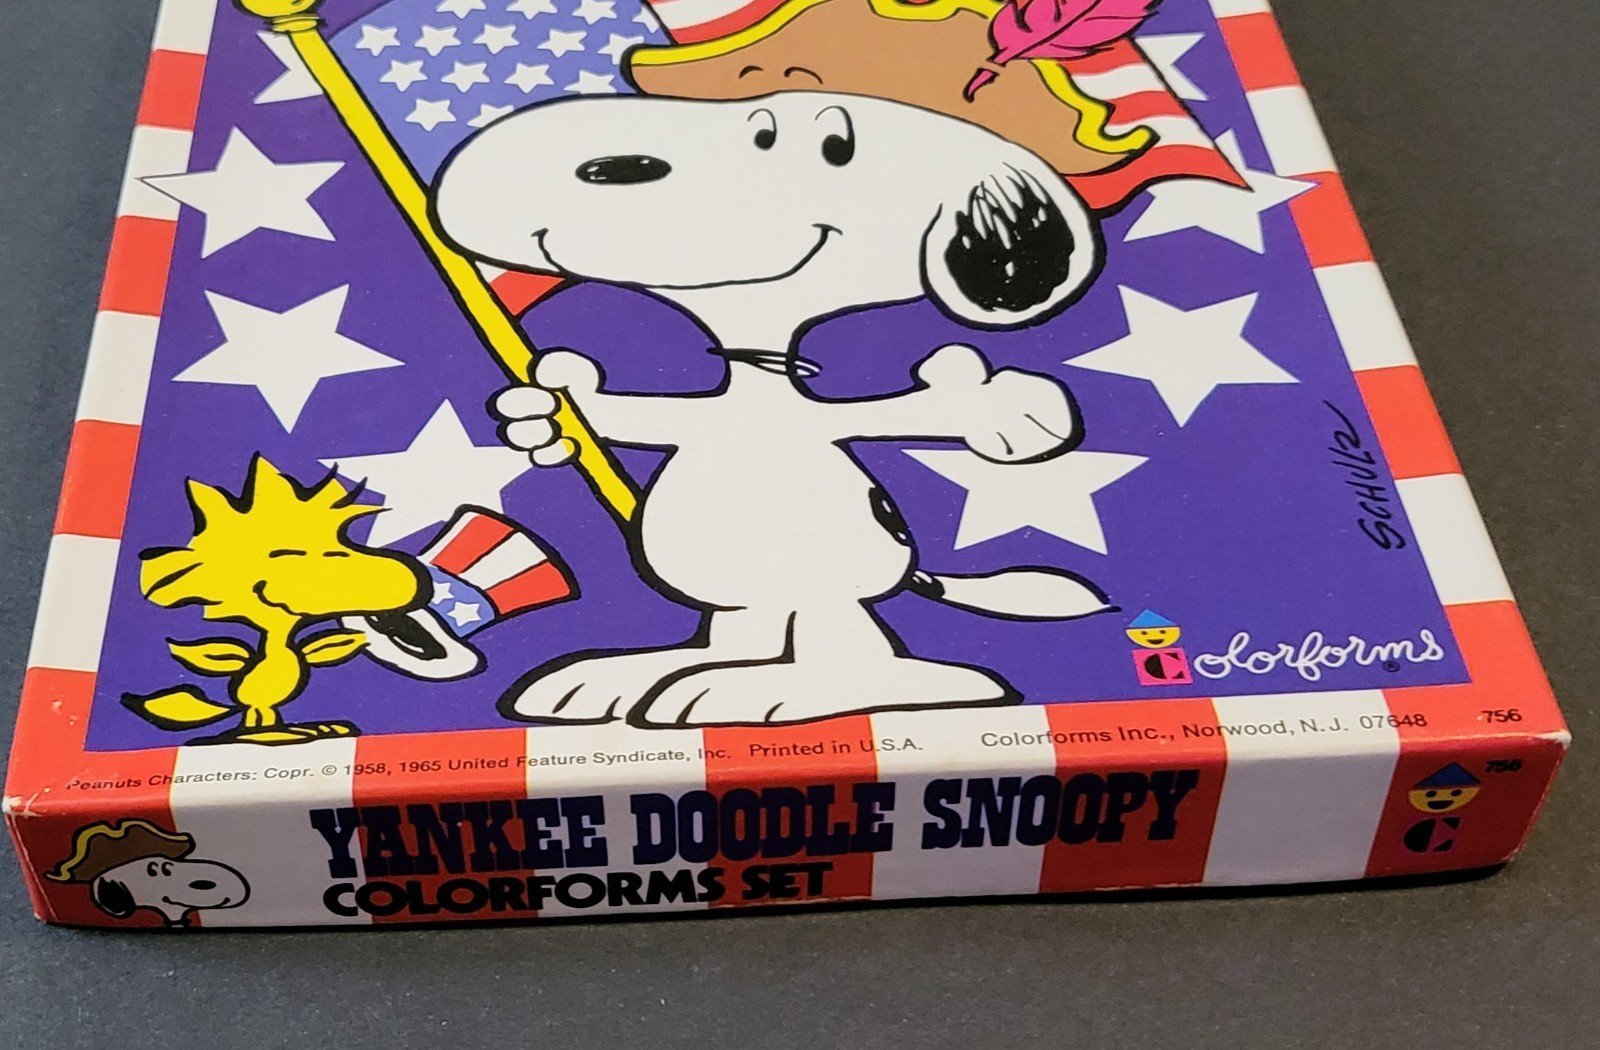 SCHULZ
Colorforms®
Peanuts Characters: Copr. © 1958, 1965 United Feature Syndicate, Inc. Printed in U.S.A. Colorforms Inc., Norwood, N.J. 07648 756
YANKEE DOODLE SNOOPY
COLORFORMS SET
756
C